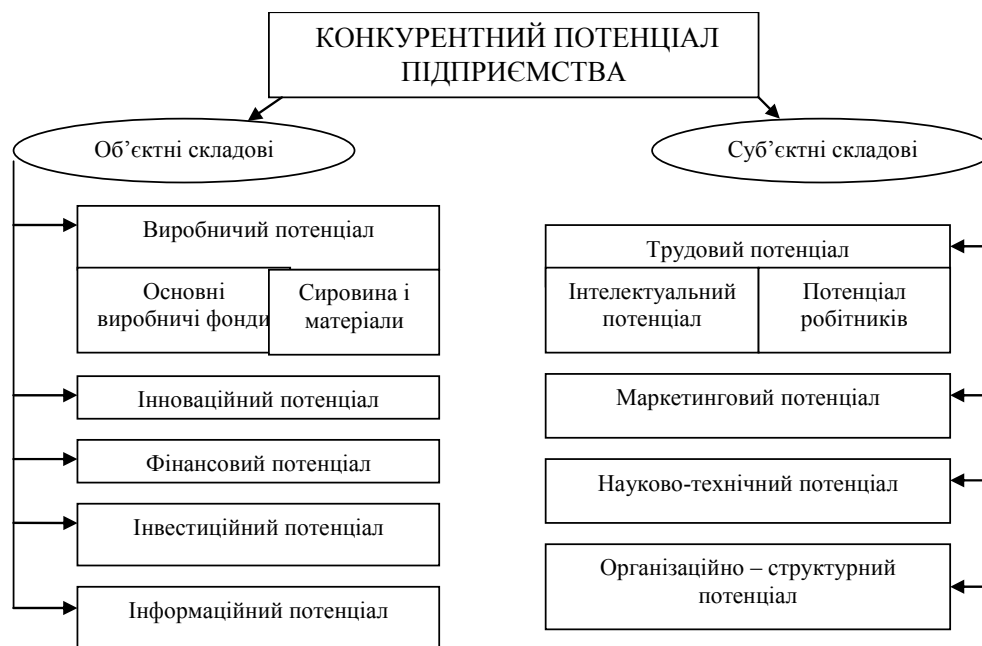 КОНКУРЕНТНИЙ ПОТЕНЦІАЛ
ПІДПРИЄМСТВА
Об’єктні складові
Суб’єктні складові
Виробничий потенціал
Основні
виробничі фонди
Сировина і
матеріали
Інноваційний потенціал
Фінансовий потенціал
Інвестиційний потенціал
Інформаційний потенціал
Трудовий потенціал
Інтелектуальний
потенціал
Потенціал
робітників
Маркетинговий потенціал
Науково-технічний потенціал
Організаційно – структурний
потенціал